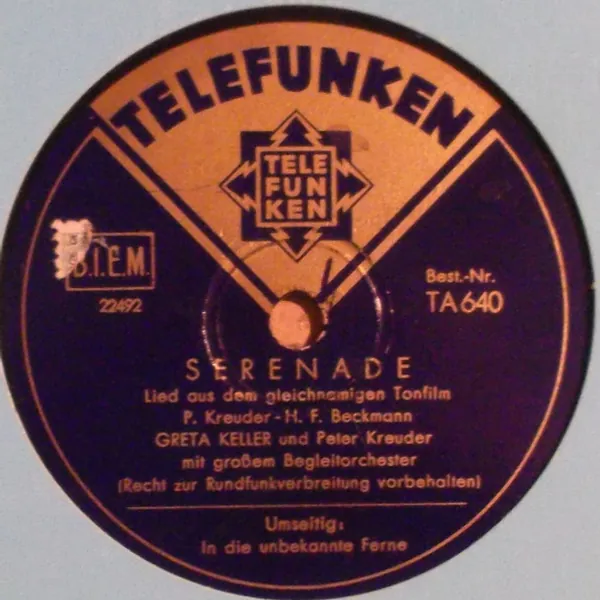 TELEFUNKEN
TELE
FUN
KEN
B.I.E.M.
22492
Best.-Nr.
TA 640
SERENADE
Lied aus dem gleichnamigen Tonfilm
P. Kreuder - H. F. Beckmann
GRETA KELLER und Peter Kreuder
mit großem Begleitorchester
(Recht zur Rundfunkverbreitung vorbehalten)
Umseitig:
In die unbekannte Ferne